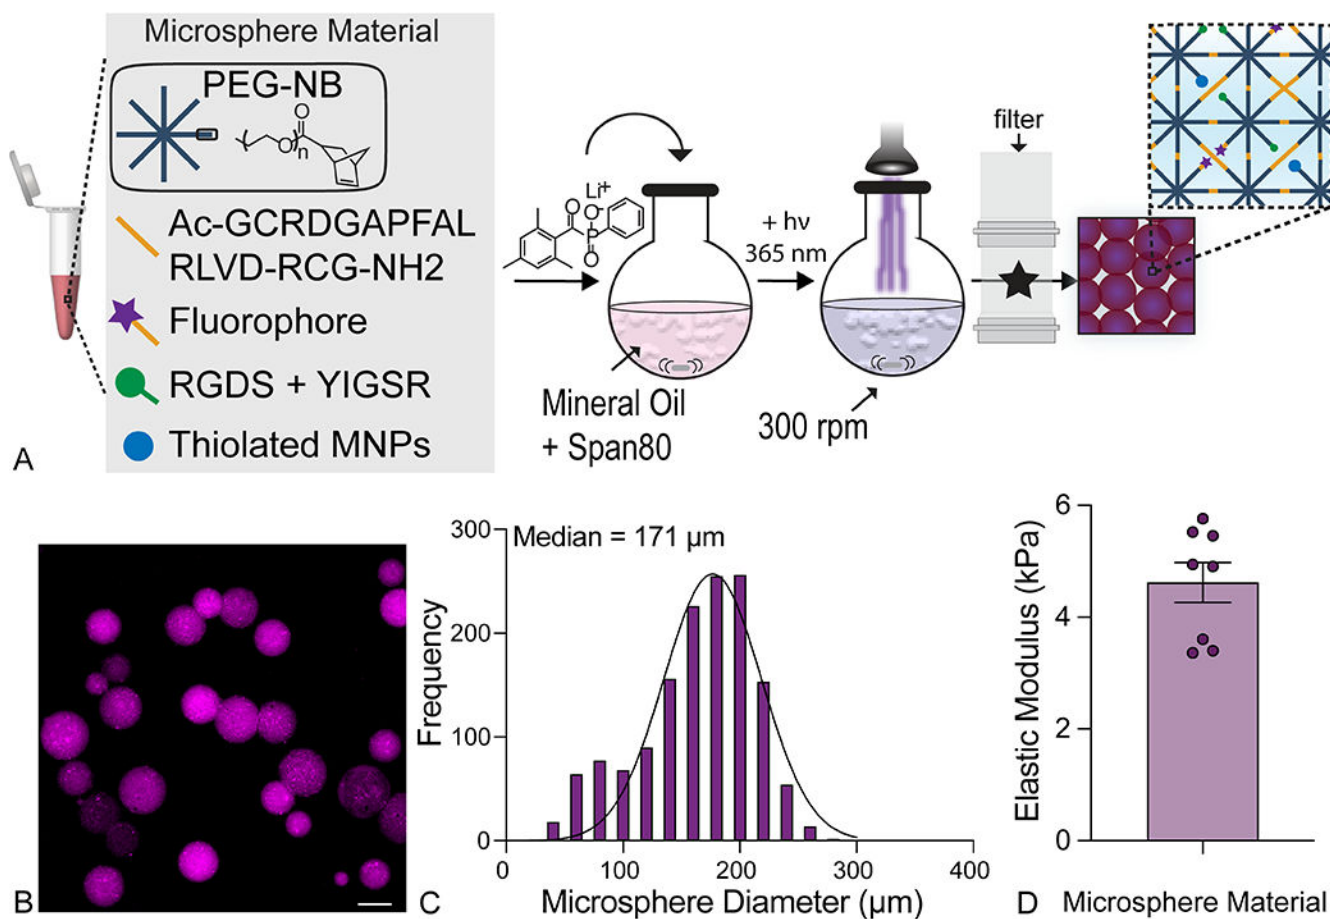 Microsphere Material
PEG-NB
O
O
n
Ac-GCRDGAPFAL
RLVD-RCG-NH2
Fluorophore
RGDS + YIGSR
Thiolated MNPs
A
Li+
O
O-
P
O
Mineral Oil
+ Span80
+ hν
365 nm
300 rpm
filter
B
Median = 171 µm
Frequency
300
200
100
0
0
100
200
300
400
Microsphere Diameter (µm)
C
Elastic Modulus (kPa)
6
4
2
0
D
Microsphere Material